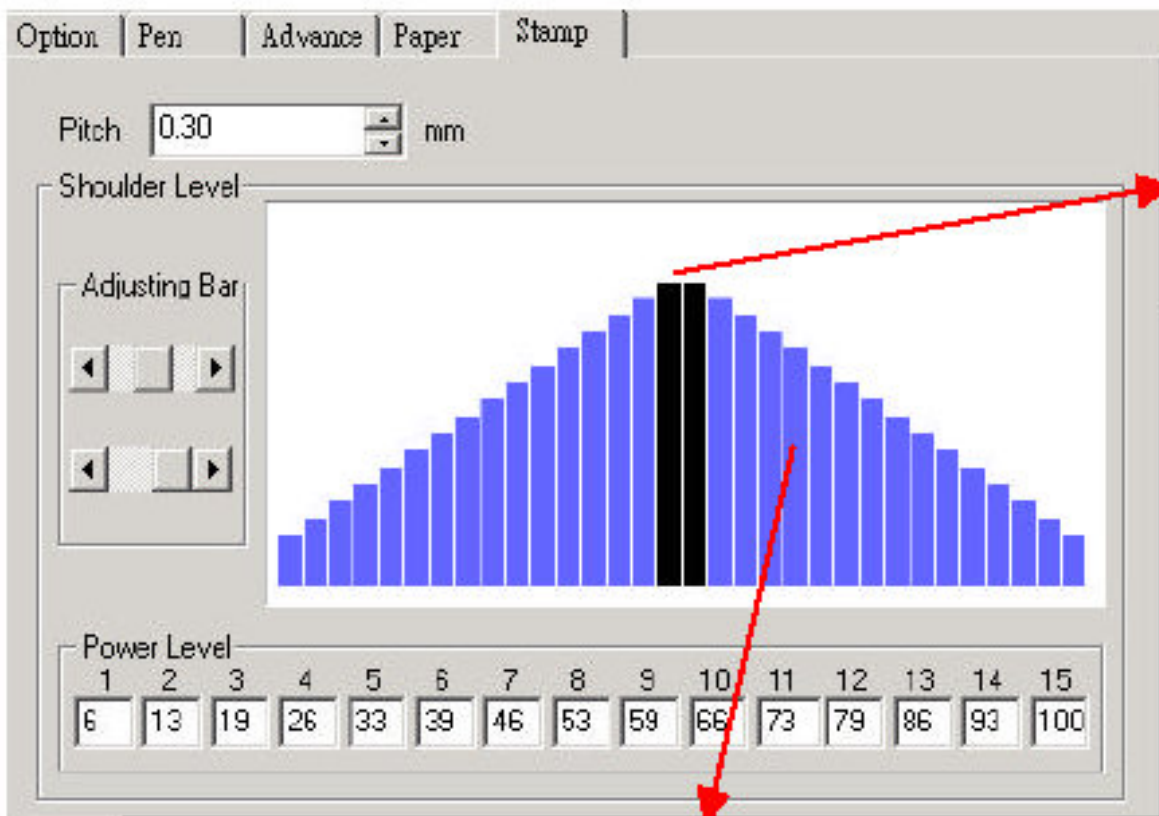 Option Pen Advance Paper Stamp
Pitch 0.30 mm
Shoulder Level
Adjusting Bar
Power Level
1 2 3 4 5 6 7 8 9 10 11 12 13 14 15
6 13 19 26 33 39 46 53 59 66 73 79 86 93 100